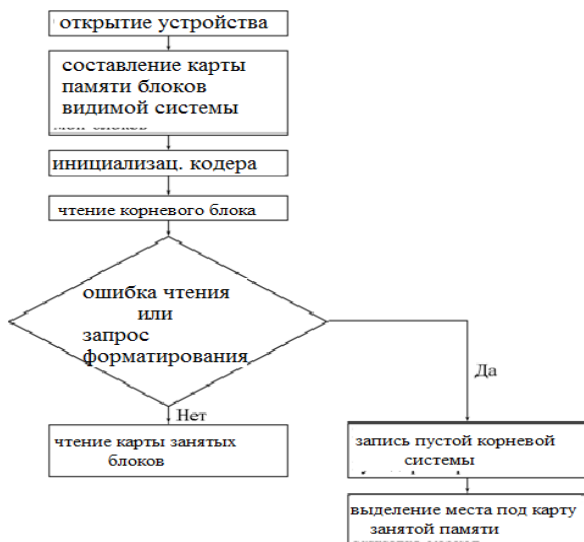 открытие устройства
составление карты
памяти блоков
видимой системы
инициализац. кодера
чтение корневого блока
ошибка чтения
или
запрос
форматирования
Да
Нет
чтение карты занятых
блоков
запись пустой корневой
системы
выделение места под карту
занятой памяти